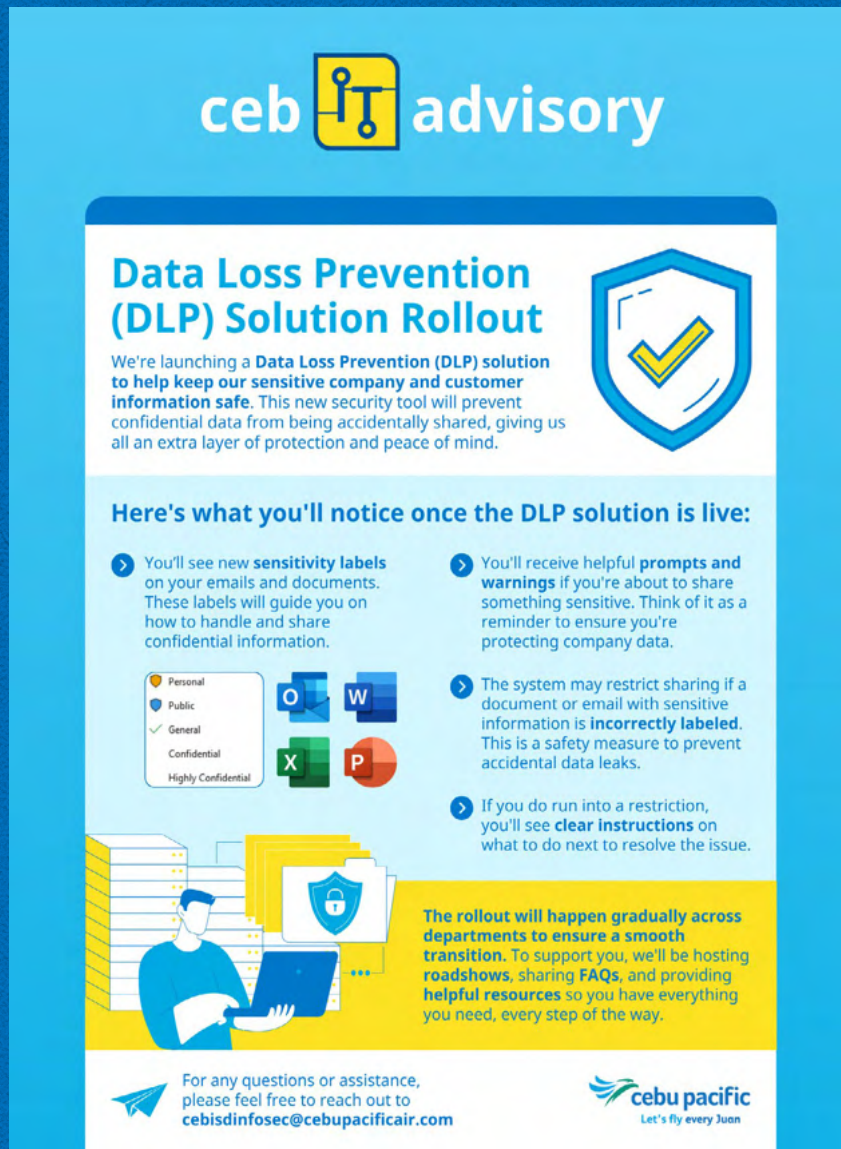 ceb iT advisory
Data Loss Prevention
(DLP) Solution Rollout
We're launching a Data Loss Prevention (DLP) solution
to help keep our sensitive company and customer
information safe. This new security tool will prevent
confidential data from being accidentally shared, giving us
all an extra layer of protection and peace of mind.
Here's what you'll notice once the DLP solution is live:
You'll see new sensitivity labels
on your emails and documents.
These labels will guide you on
how to handle and share
confidential information.
Personal
Public
General
Confidential
Highly Confidential
O
W
X
P
You'll receive helpful prompts and
warnings if you're about to share
something sensitive. Think of it as a
reminder to ensure you're
protecting company data.
The system may restrict sharing if a
document or email with sensitive
information is incorrectly labeled.
This is a safety measure to prevent
accidental data leaks.
If you do run into a restriction,
you'll see clear instructions on
what to do next to resolve the issue.
The rollout will happen gradually across
departments to ensure a smooth
transition. To support you, we'll be hosting
roadshows, sharing FAQs, and providing
helpful resources so you have everything
you need, every step of the way.
For any questions or assistance,
please feel free to reach out to
cebisdinfosec@cebupacificair.com
cebu pacific
Let's fly every Juan